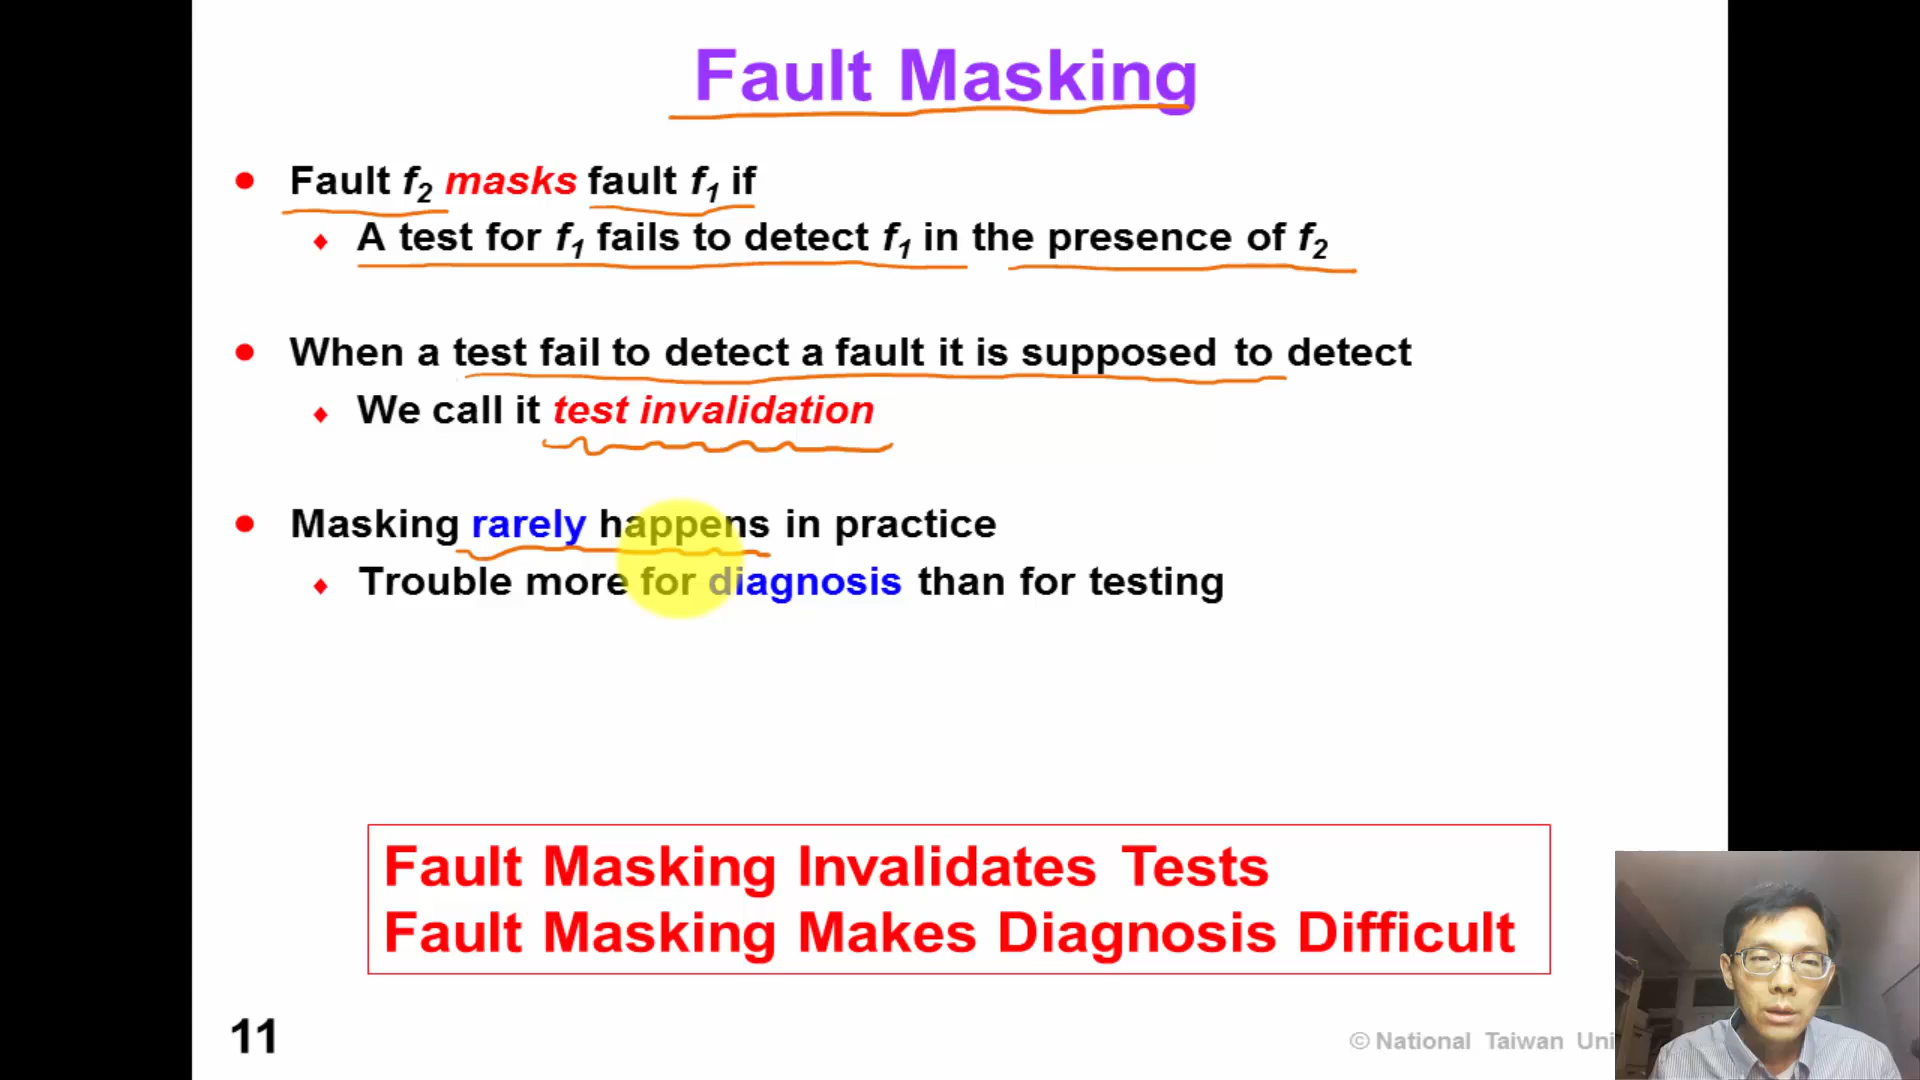 Fault Masking
Fault f2 masks fault f1 if
A test for f1 fails to detect f1 in the presence of f2
When a test fail to detect a fault it is supposed to detect
We call it test invalidation
Masking rarely happens in practice
Trouble more for diagnosis than for testing
Fault Masking Invalidates Tests
Fault Masking Makes Diagnosis Difficult
11
© National Taiwan Uni